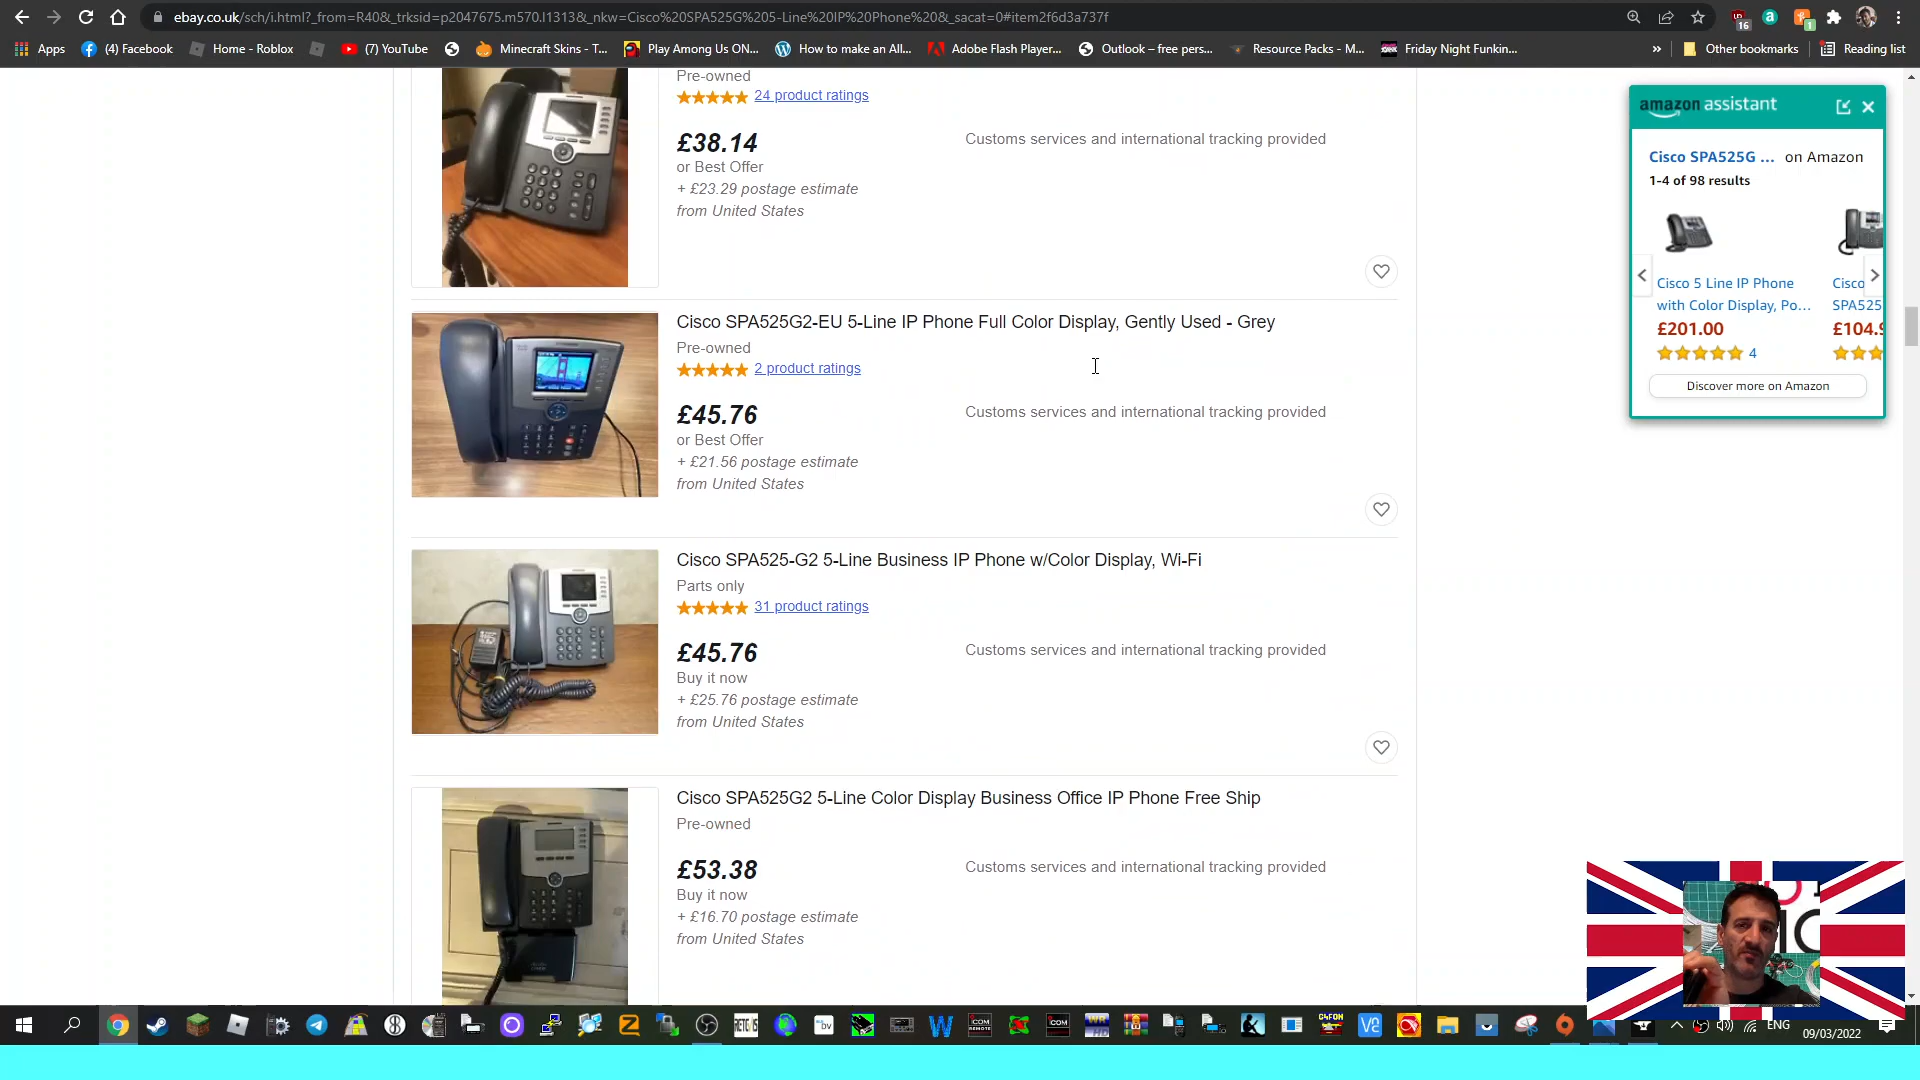 ebay.co.uk/sch/i.html?_from=R40&_trksid=p2047675.m570.l1313&_nkw=Cisco%20SPA525G%205-Line%20IP%20Phone%20&_sacat=0#item2f6d3a737f
16
1
Apps
(4) Facebook
Home - Roblox
(7) YouTube
Minecraft Skins - T...
Play Among Us ON...
How to make an All...
Adobe Flash Player...
Outlook – free pers...
Resource Packs - M...
Friday Night Funkin...
»
Other bookmarks
Reading list
Pre-owned
24 product ratings
£38.14
Customs services and international tracking provided
or Best Offer
+ £23.29 postage estimate
from United States
Cisco SPA525G2-EU 5-Line IP Phone Full Color Display, Gently Used - Grey
Pre-owned
2 product ratings
£45.76
Customs services and international tracking provided
or Best Offer
+ £21.56 postage estimate
from United States
Cisco SPA525-G2 5-Line Business IP Phone w/Color Display, Wi-Fi
Parts only
31 product ratings
£45.76
Customs services and international tracking provided
Buy it now
+ £25.76 postage estimate
from United States
Cisco SPA525G2 5-Line Color Display Business Office IP Phone Free Ship
Pre-owned
£53.38
Customs services and international tracking provided
Buy it now
+ £16.70 postage estimate
from United States
amazon assistant
Cisco SPA525G ... on Amazon
1-4 of 98 results
Cisco 5 Line IP Phone
with Color Display, Po...
£201.00
4
Cisco
SPA525
£104.9
Discover more on Amazon
ENG
09/03/2022